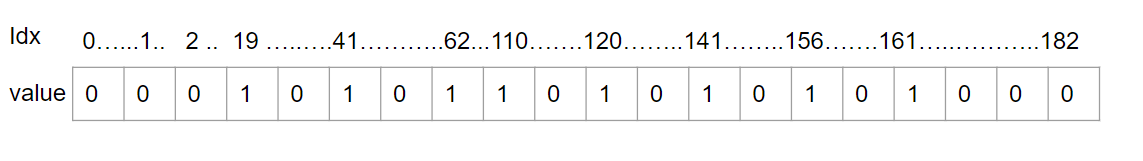 Idx 0…...1.. 2 .. 19 …..….41………..62...110…….120……..141……..156…….161…..………..182
value 0 0 0 1 0 1 0 1 1 0 1 0 1 0 1 0 1 0 0 0